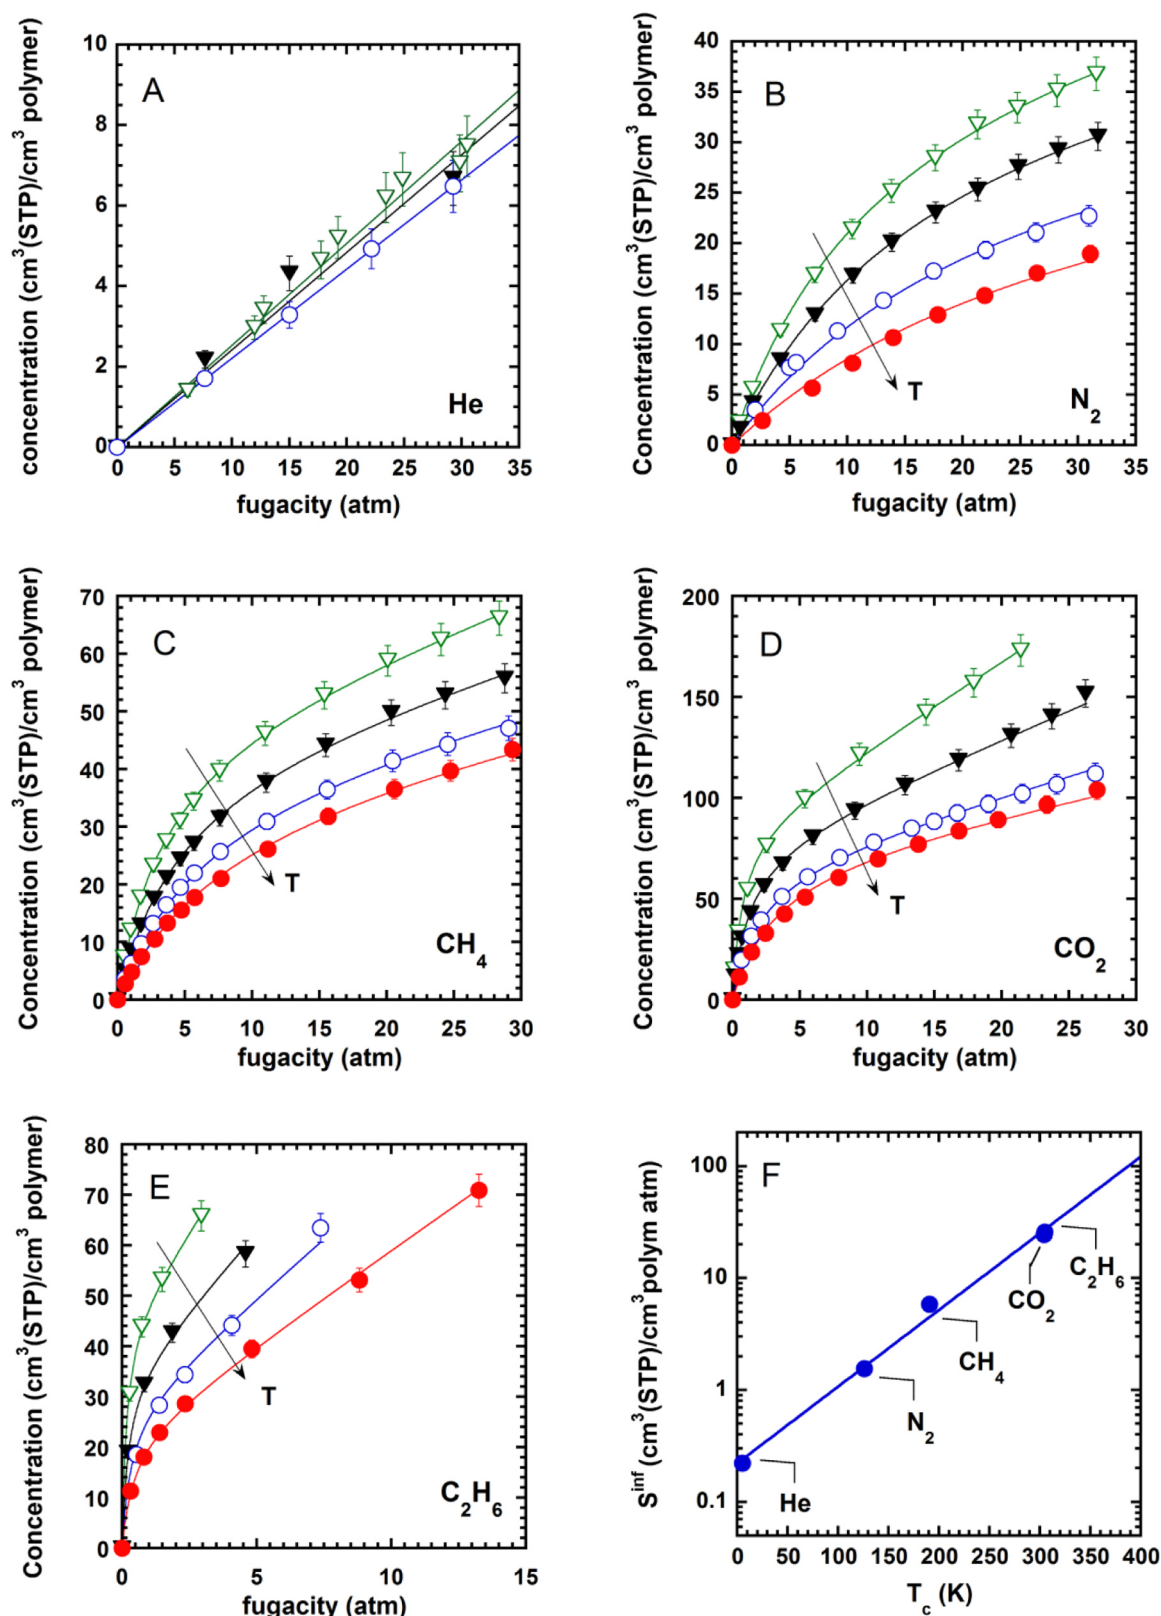 A
concentration (cm³(STP)/cm³ polymer)
10
8
6
4
2
0
0 5 10 15 20 25 30 35
fugacity (atm)
He
B
Concentration (cm³(STP)/cm³ polymer)
40
35
30
25
20
15
10
5
0
0 5 10 15 20 25 30 35
fugacity (atm)
T
N₂
C
Concentration (cm³(STP)/cm³ polymer)
70
60
50
40
30
20
10
0
0 5 10 15 20 25 30
fugacity (atm)
T
CH₄
D
Concentration (cm³(STP)/cm³ polymer)
200
150
100
50
0
0 5 10 15 20 25 30
fugacity (atm)
T
CO₂
E
Concentration (cm³(STP)/cm³ polymer)
80
70
60
50
40
30
20
10
0
0 5 10 15
fugacity (atm)
T
C₂H₆
F
S^inf (cm³(STP)/cm³polym atm)
100
10
1
0.1
0 50 100 150 200 250 300 350 400
T_c (K)
C₂H₆
CO₂
CH₄
N₂
He